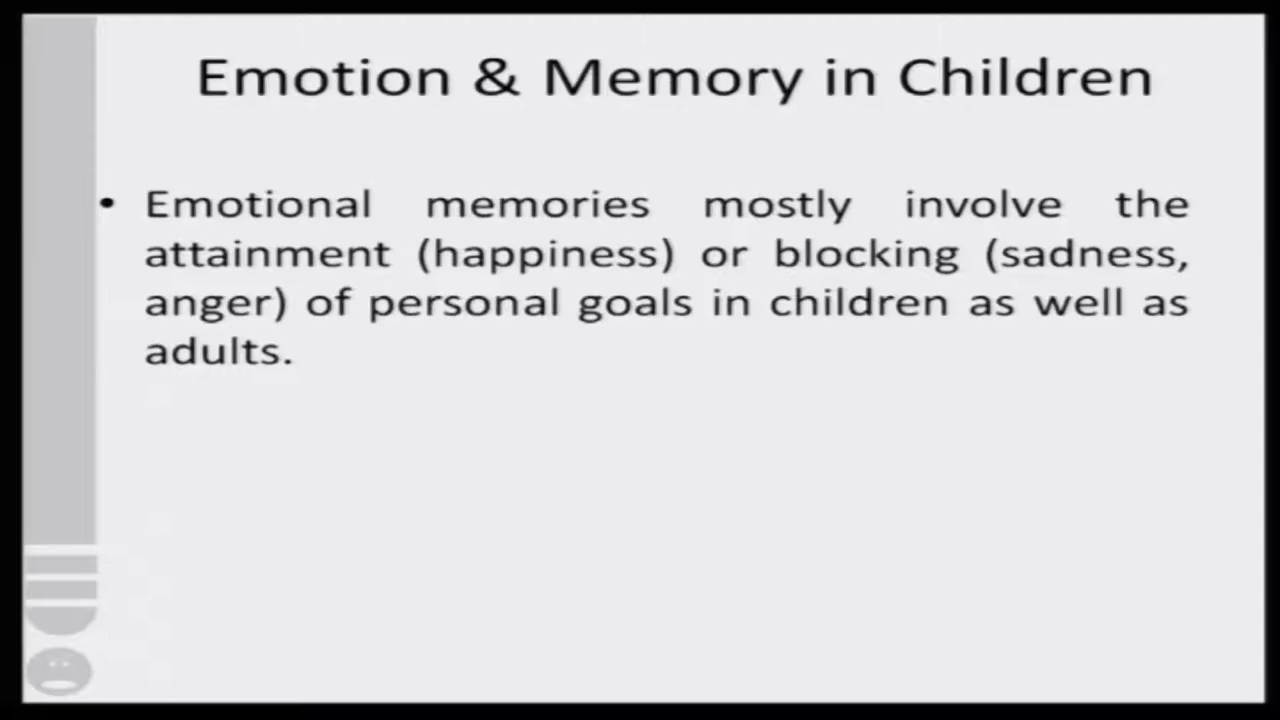 Emotion & Memory in Children
• Emotional memories mostly involve the
attainment (happiness) or blocking (sadness,
anger) of personal goals in children as well as
adults.